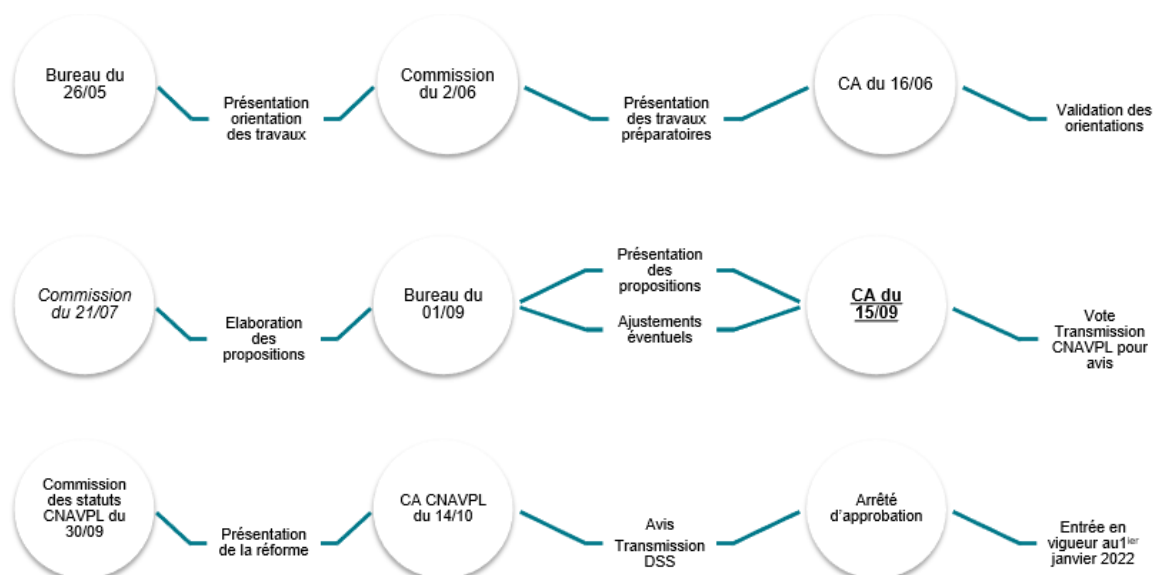 Bureau du
26/05
Présentation
orientation
des travaux
Commission
du 2/06
Présentation
des travaux
préparatoires
CA du 16/06
Validation des
orientations
Commission
du 21/07
Elaboration
des
propositions
Bureau du
01/09
Présentation
des
propositions
Ajustements
éventuels
CA du
15/09
Vote
Transmission
CNAVPL pour
avis
Commission
des statuts
CNAVPL du
30/09
Présentation
de la réforme
CA CNAVPL
du 14/10
Avis
Transmission
DSS
Arrêté
d'approbation
Entrée en
vigueur au1ier
janvier 2022